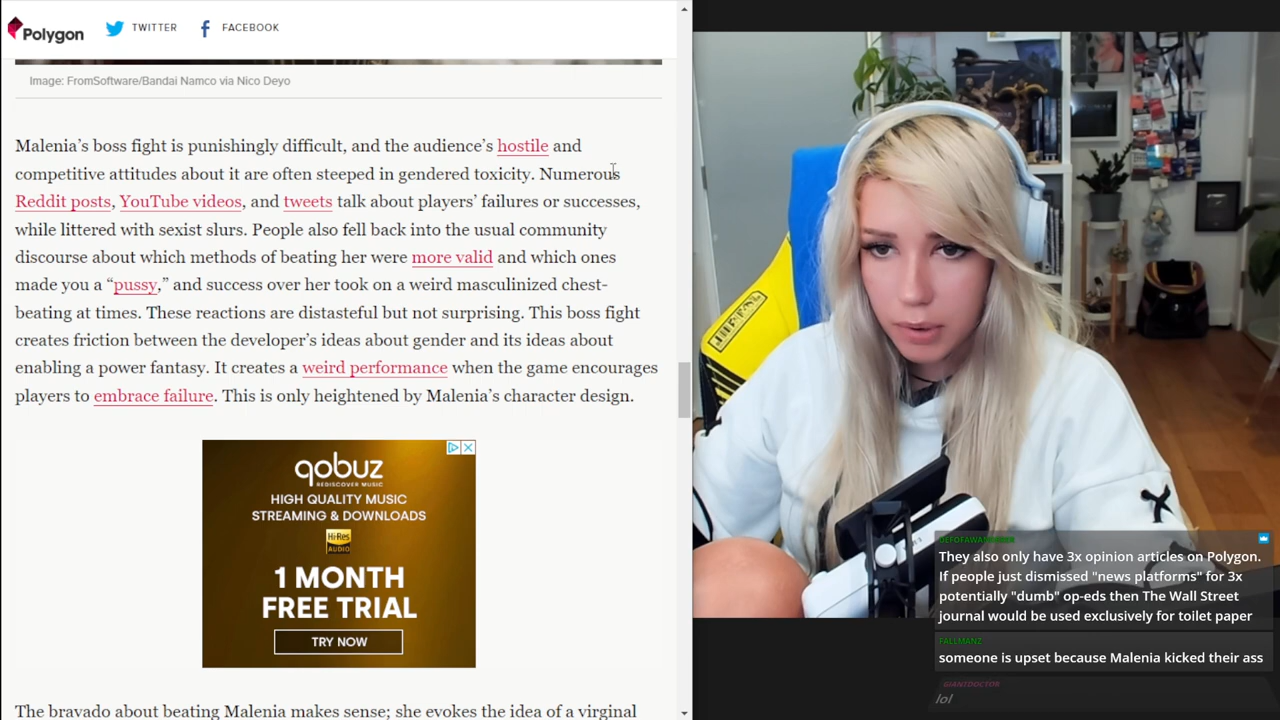 Polygon
TWITTER
FACEBOOK
Image: FromSoftware/Bandai Namco via Nico Deyo
Malenia’s boss fight is punishingly difficult, and the audience’s hostile and
competitive attitudes about it are often steeped in gendered toxicity. Numerous
Reddit posts, YouTube videos, and tweets talk about players’ failures or successes,
while littered with sexist slurs. People also fell back into the usual community
discourse about which methods of beating her were more valid and which ones
made you a “pussy,” and success over her took on a weird masculinized chest-
beating at times. These reactions are distasteful but not surprising. This boss fight
creates friction between the developer’s ideas about gender and its ideas about
enabling a power fantasy. It creates a weird performance when the game encourages
players to embrace failure. This is only heightened by Malenia’s character design.
qobuz
REDISCOVER MUSIC
HIGH QUALITY MUSIC
STREAMING & DOWNLOADS
Hi-Res
AUDIO
1 MONTH
FREE TRIAL
TRY NOW
The bravado about beating Malenia makes sense; she evokes the idea of a virginal
They also only have 3x opinion articles on Polygon.
If people just dismissed "news platforms" for 3x
potentially "dumb" op-eds then The Wall Street
journal would be used exclusively for toilet paper
FALLMANZ
someone is upset because Malenia kicked their ass
GIANTDOCTOR
lol